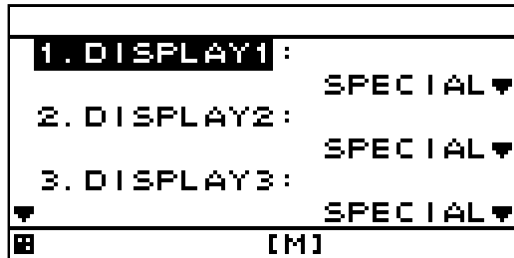 1.DISPLAY1:
SPECIAL▼
2.DISPLAY2:
SPECIAL▼
3.DISPLAY3:
▼ SPECIAL▼
[M]